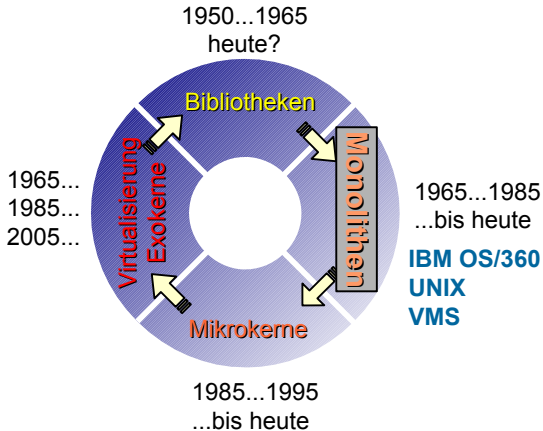 1950...1965
heute?
Bibliotheken
Monolithen
1965...1985
...bis heute
IBM OS/360
UNIX
VMS
Mikrokerne
1985...1995
...bis heute
Virtualisierung
Exokerne
1965...
1985...
2005...